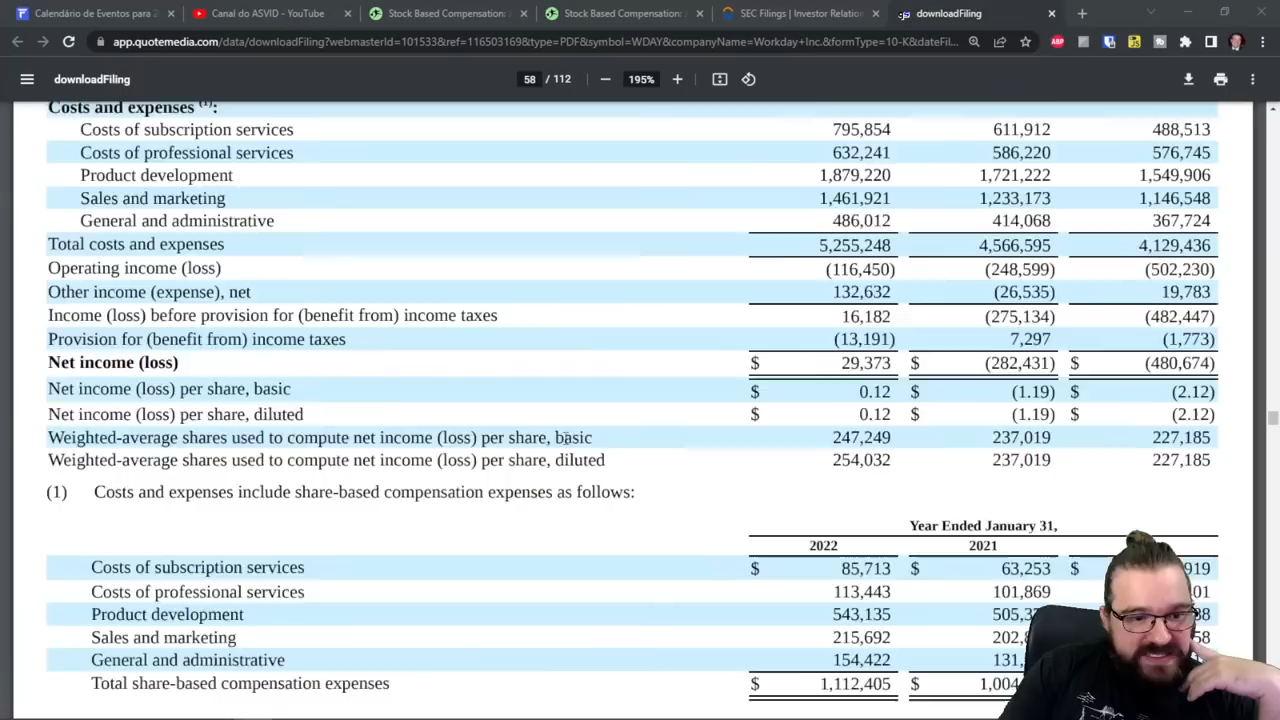 Calendário de Eventos para 2
Canal do ASVID - YouTube
Stock Based Compensation:
Stock Based Compensation:
SEC Filings | Investor Relation
downloadFiling
app.quotemedia.com/data/downloadFiling?webmasterId=101533&ref=116503169&type=PDF&symbol=WDAY&companyName=Workday+Inc.&formType=10-K&dateFil
downloadFiling
58 / 112
195%
Costs and expenses (1):
Costs of subscription services 795,854 611,912 488,513
Costs of professional services 632,241 586,220 576,745
Product development 1,879,220 1,721,222 1,549,906
Sales and marketing 1,461,921 1,233,173 1,146,548
General and administrative 486,012 414,068 367,724
Total costs and expenses 5,255,248 4,566,595 4,129,436
Operating income (loss) (116,450) (248,599) (502,230)
Other income (expense), net 132,632 (26,535) 19,783
Income (loss) before provision for (benefit from) income taxes 16,182 (275,134) (482,447)
Provision for (benefit from) income taxes (13,191) 7,297 (1,773)
Net income (loss) $ 29,373 $ (282,431) $ (480,674)
Net income (loss) per share, basic $ 0.12 $ (1.19) $ (2.12)
Net income (loss) per share, diluted $ 0.12 $ (1.19) $ (2.12)
Weighted-average shares used to compute net income (loss) per share, basic 247,249 237,019 227,185
Weighted-average shares used to compute net income (loss) per share, diluted 254,032 237,019 227,185
(1) Costs and expenses include share-based compensation expenses as follows:
Year Ended January 31,
2022 2021
Costs of subscription services $ 85,713 $ 63,253 $ 919
Costs of professional services 113,443 101,869 01
Product development 543,135 505,3 38
Sales and marketing 215,692 202,8 58
General and administrative 154,422 131,
Total share-based compensation expenses $ 1,112,405 $ 1,004